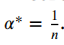 α* = 1/n.